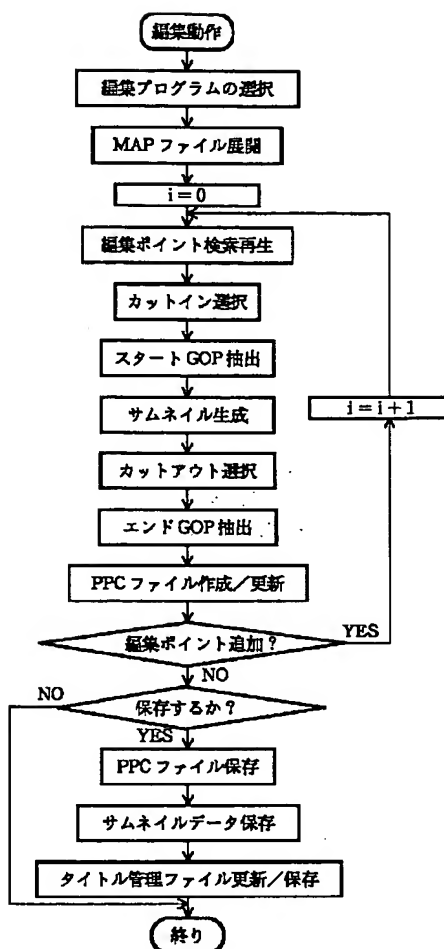 編集動作
編集プログラムの選択
MAPファイル展開
i=0
編集ポイント検索再生
カットイン選択
スタートGOP抽出
i=i+1
サムネイル生成
カットアウト選択
エンドGOP抽出
PPCファイル作成/更新
編集ポイント追加?
YES
NO
NO
保存するか?
YES
PPCファイル保存
サムネイルデータ保存
タイトル管理ファイル更新/保存
終り